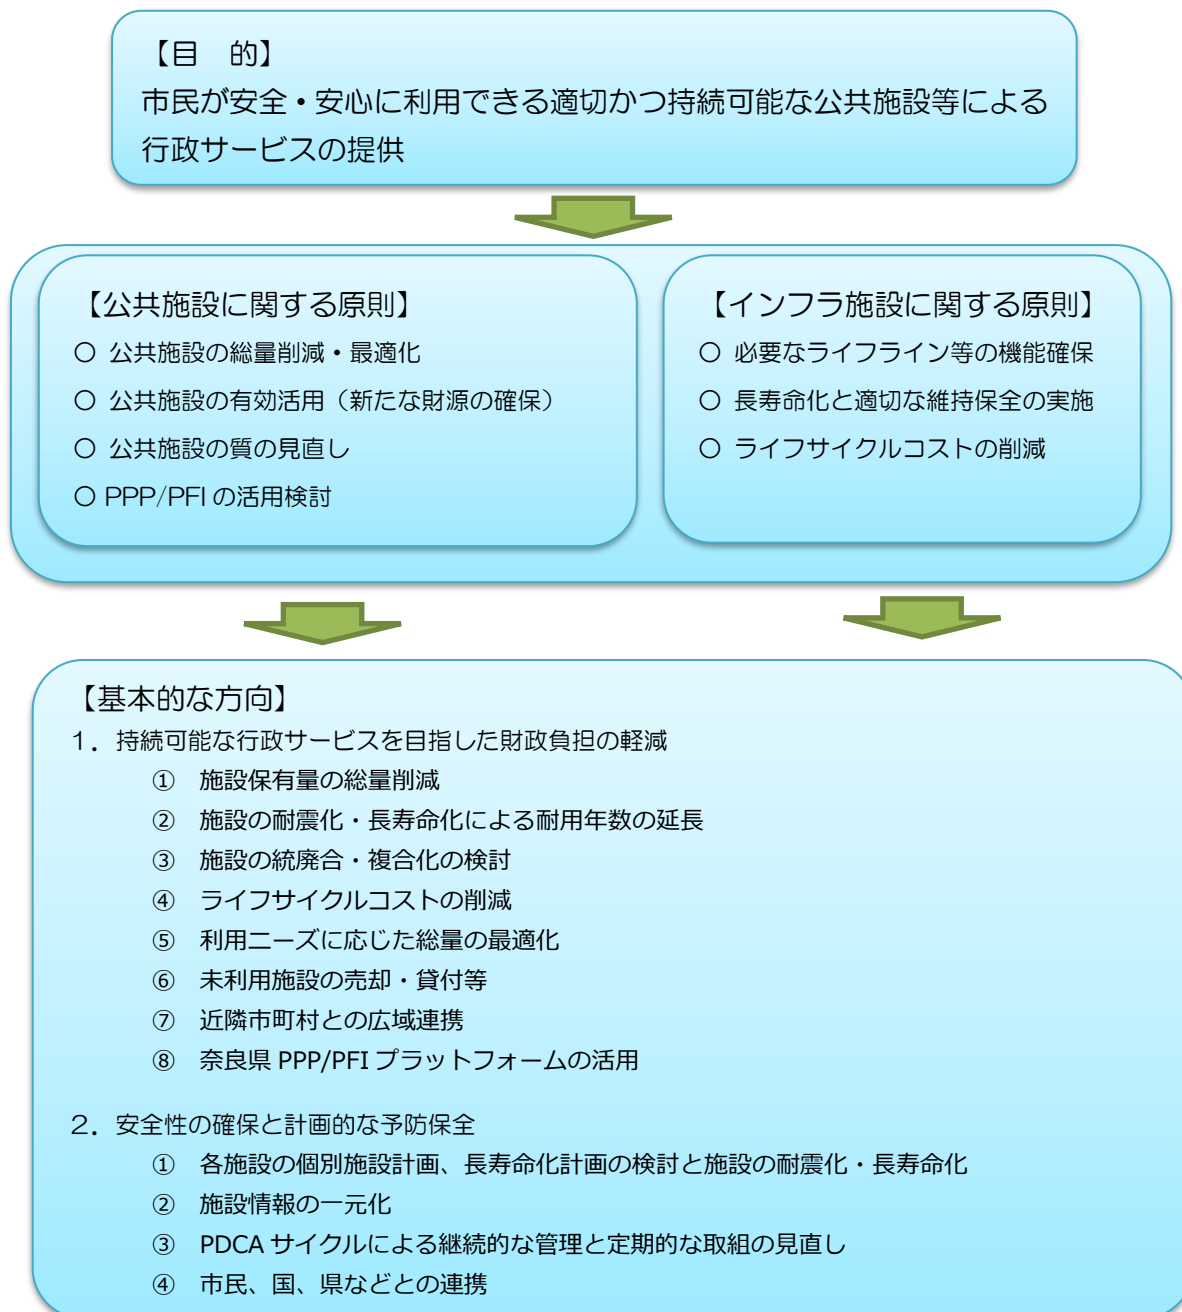 【目　的】
市民が安全・安心に利用できる適切かつ持続可能な公共施設等による
行政サービスの提供
【公共施設に関する原則】
○ 公共施設の総量削減・最適化
○ 公共施設の有効活用（新たな財源の確保）
○ 公共施設の質の見直し
○ PPP/PFI の活用検討
【インフラ施設に関する原則】
○ 必要なライフライン等の機能確保
○ 長寿命化と適切な維持保全の実施
○ ライフサイクルコストの削減
【基本的な方向】
１．持続可能な行政サービスを目指した財政負担の軽減
①　施設保有量の総量削減
②　施設の耐震化・長寿命化による耐用年数の延長
③　施設の統廃合・複合化の検討
④　ライフサイクルコストの削減
⑤　利用ニーズに応じた総量の最適化
⑥　未利用施設の売却・貸付等
⑦　近隣市町村との広域連携
⑧　奈良県 PPP/PFI プラットフォームの活用
２．安全性の確保と計画的な予防保全
①　各施設の個別施設計画、長寿命化計画の検討と施設の耐震化・長寿命化
②　施設情報の一元化
③　PDCA サイクルによる継続的な管理と定期的な取組の見直し
④　市民、国、県などとの連携